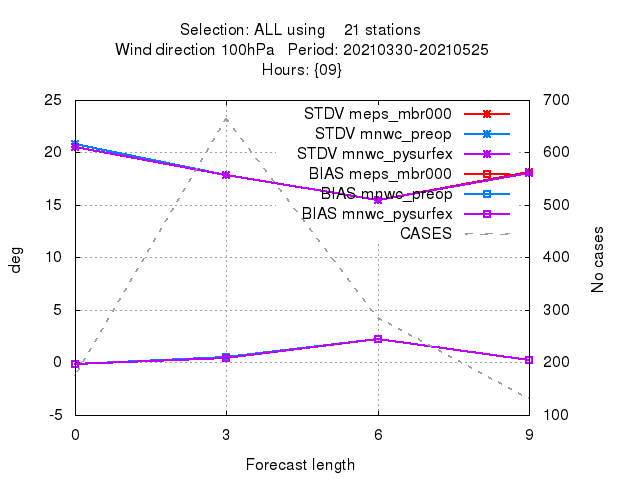 Selection: ALL using    21 stations
Wind direction 100hPa   Period: 20210330-20210525
Hours: {09}
25 700
STDV meps_mbr000
STDV mnwc_preop
20 600
STDV mnwc_pysurfex
BIAS meps_mbr000
BIAS mnwc_preop
15 500
BIAS mnwc_pysurfex
CASES
10 400
deg
No cases
5 300
0 200
-5 100
0 3 6 9
Forecast length